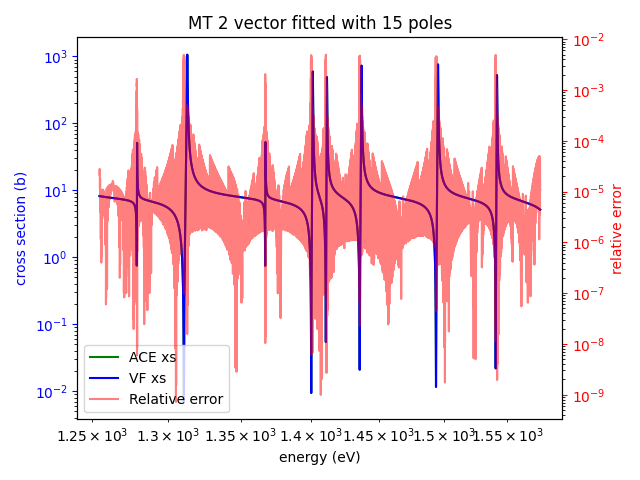 MT 2 vector fitted with 15 poles
cross section (b)
10³
10²
10¹
10⁰
10⁻¹
10⁻²
10⁻²
10⁻³
10⁻⁴
10⁻⁵
10⁻⁶
10⁻⁷
10⁻⁸
10⁻⁹
relative error
ACE xs
VF xs
Relative error
1.25 × 10³ 1.3 × 10³ 1.35 × 10³ 1.4 × 10³ 1.45 × 10³ 1.5 × 10³ 1.55 × 10³
energy (eV)